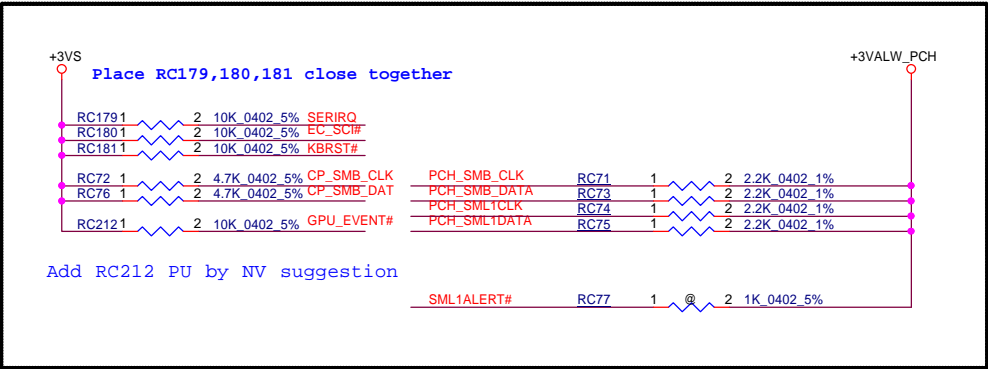 +3VS
+3VALW_PCH
Place RC179,180,181 close together
RC179 1 2 10K_0402_5% SERIRQ
RC180 1 2 10K_0402_5% EC_SCI#
RC181 1 2 10K_0402_5% KBRST#
RC72 1 2 4.7K_0402_5% CP_SMB_CLK PCH_SMB_CLK RC71 1 2 2.2K_0402_1%
RC76 1 2 4.7K_0402_5% CP_SMB_DAT PCH_SMB_DATA RC73 1 2 2.2K_0402_1%
PCH_SML1CLK RC74 1 2 2.2K_0402_1%
RC212 1 2 10K_0402_5% GPU_EVENT# PCH_SML1DATA RC75 1 2 2.2K_0402_1%
Add RC212 PU by NV suggestion
SML1ALERT# RC77 1 @ 2 1K_0402_5%